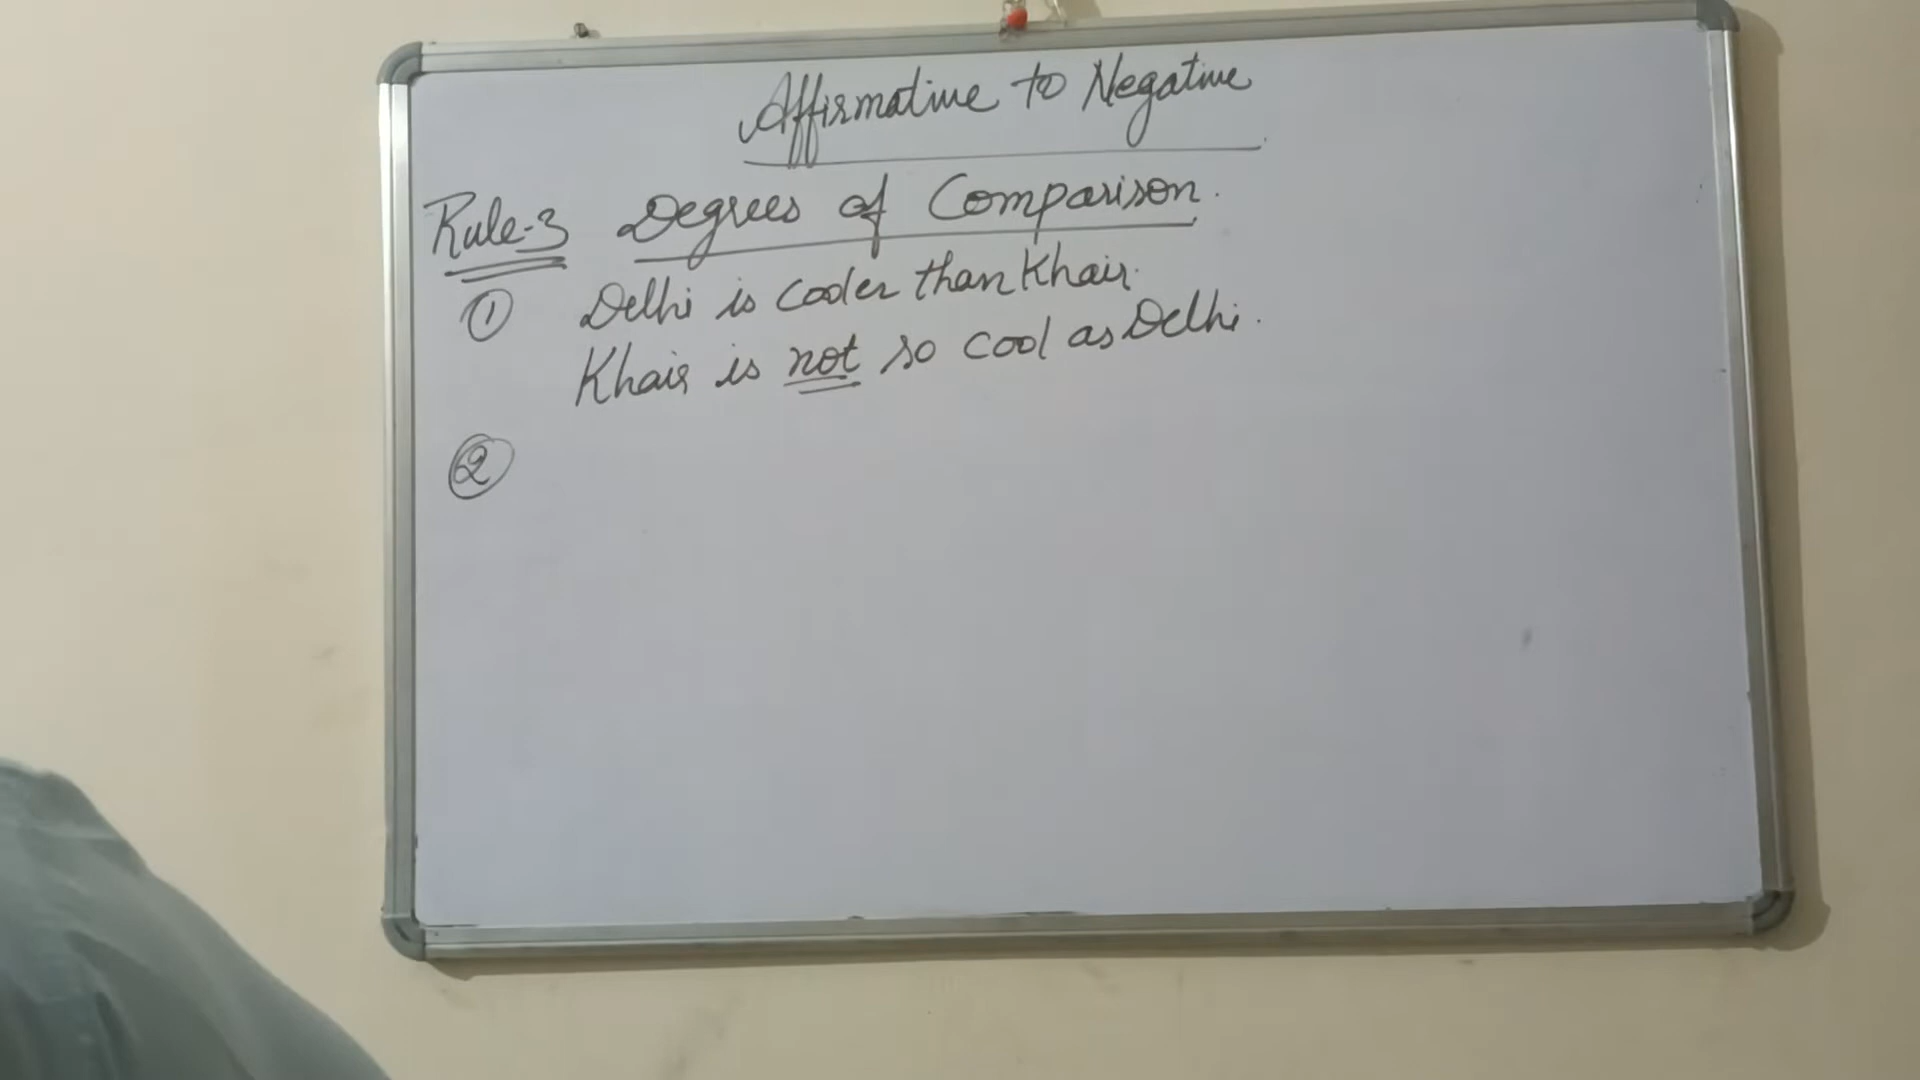 Affirmative to Negative
Rule-3 Degrees of Comparison.
① Delhi is cooler than Khair.
Khair is not so cool as Delhi.
②